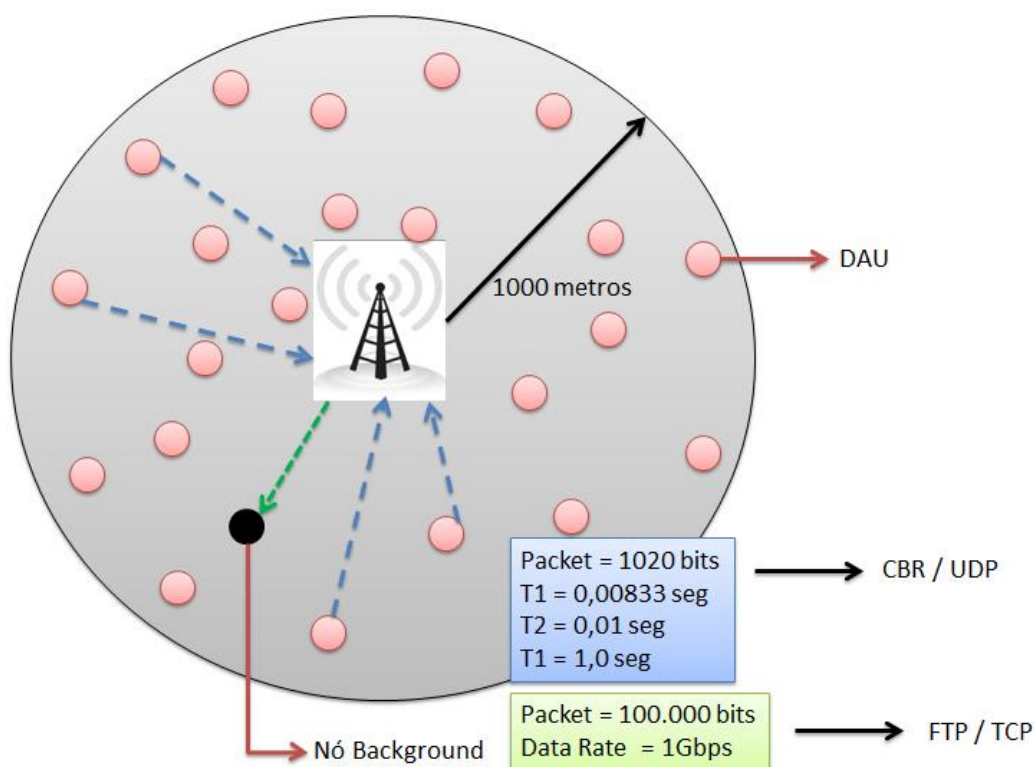 1000 metros
DAU
Packet = 1020 bits
T1 = 0,00833 seg
T2 = 0,01 seg
T1 = 1,0 seg
CBR / UDP
Packet = 100.000 bits
Data Rate = 1Gbps
FTP / TCP
Nó Background